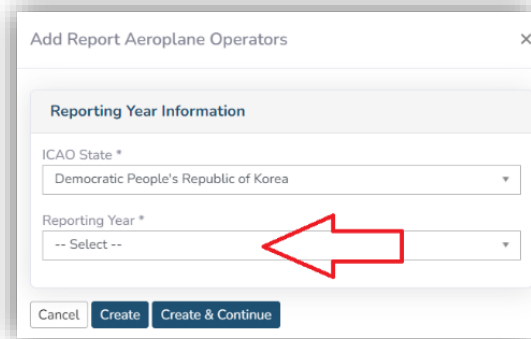 Add Report Aeroplane Operators ×
Reporting Year Information
ICAO State *
Democratic People's Republic of Korea
Reporting Year *
-- Select --
Cancel Create Create & Continue